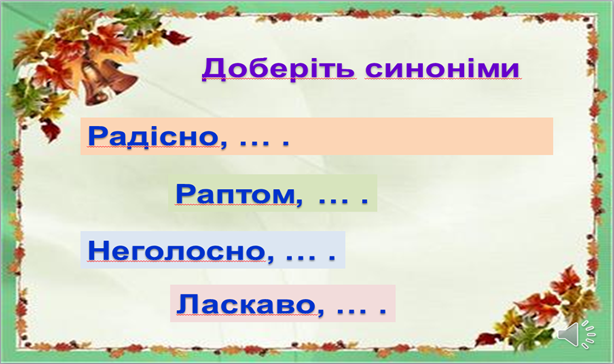 Доберіть синоніми
Радісно, … .
Раптом, … .
Неголосно, … .
Ласкаво, … .